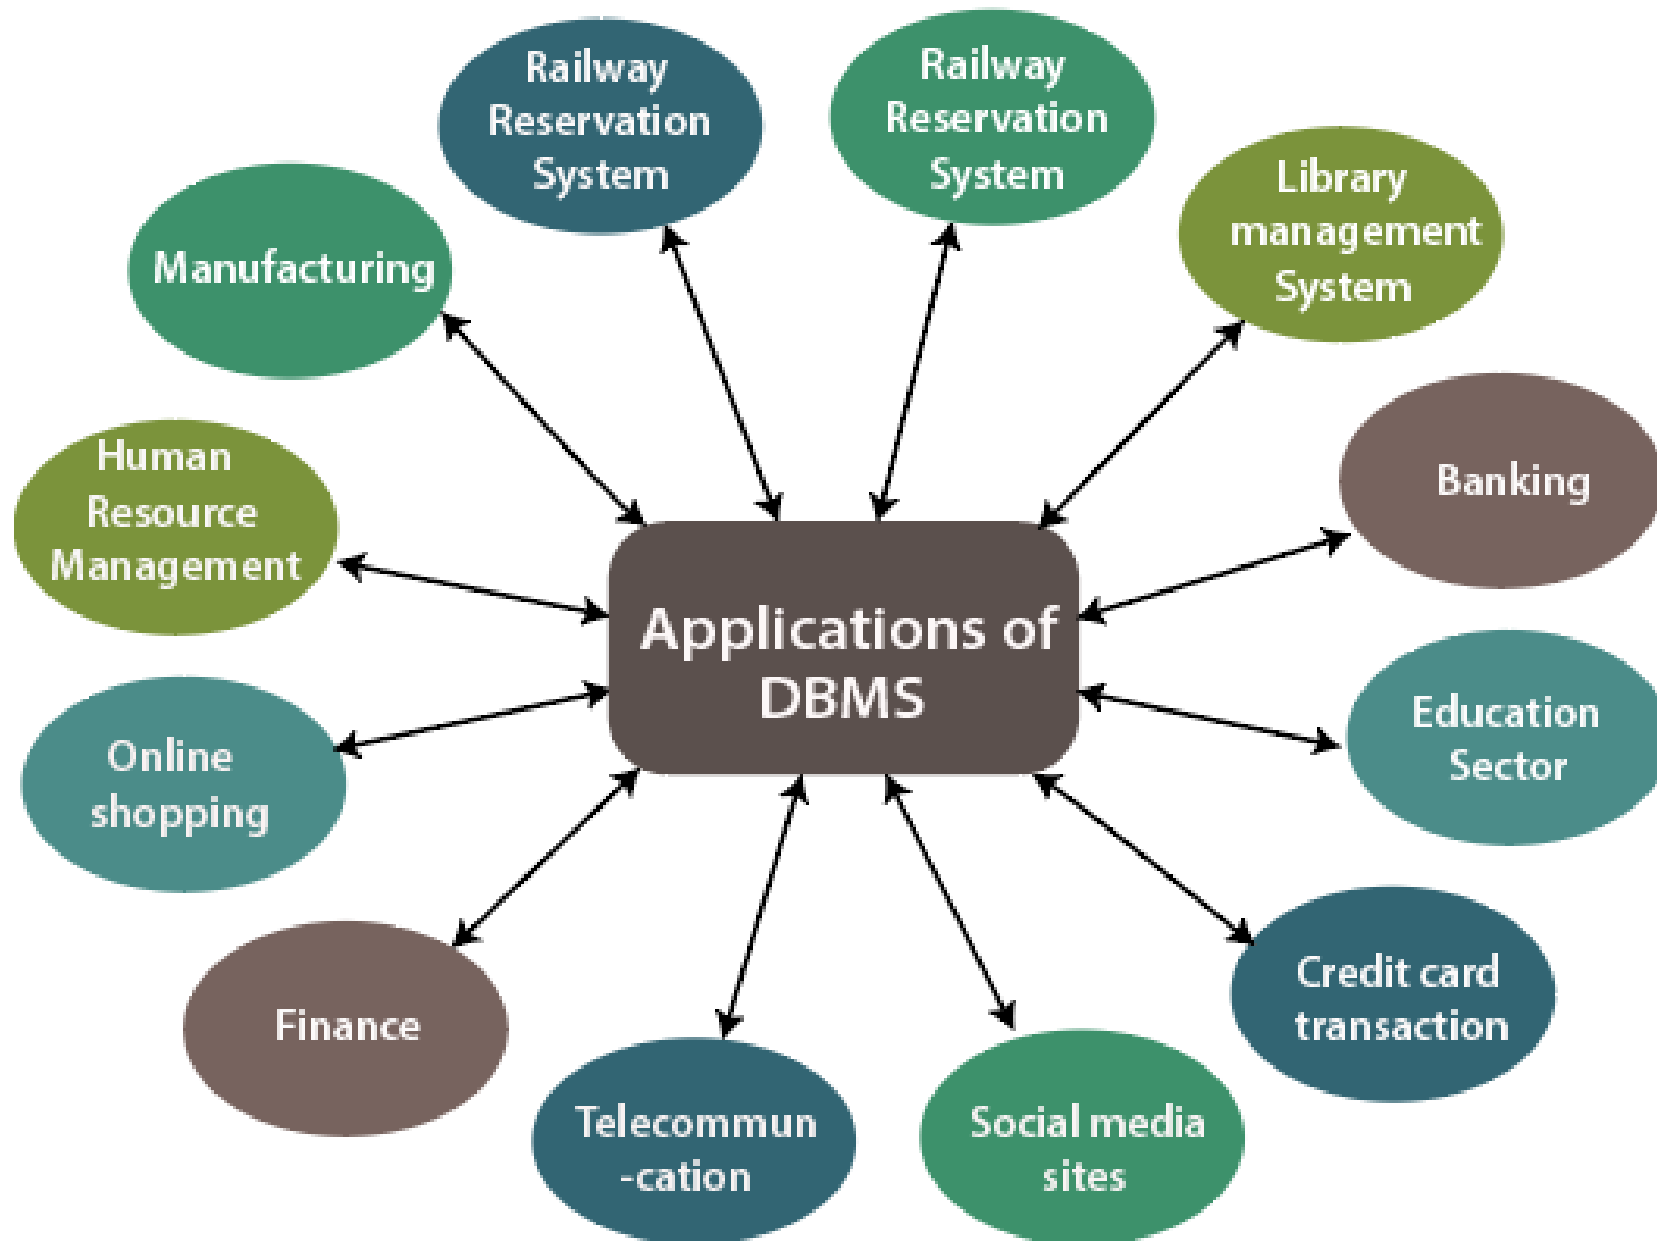 Railway
Reservation
System
Railway
Reservation
System
Library
management
System
Manufacturing
Banking
Human
Resource
Management
Applications of
DBMS
Education
Sector
Online
shopping
Credit card
transaction
Finance
Telecommun
-cation
Social media
sites